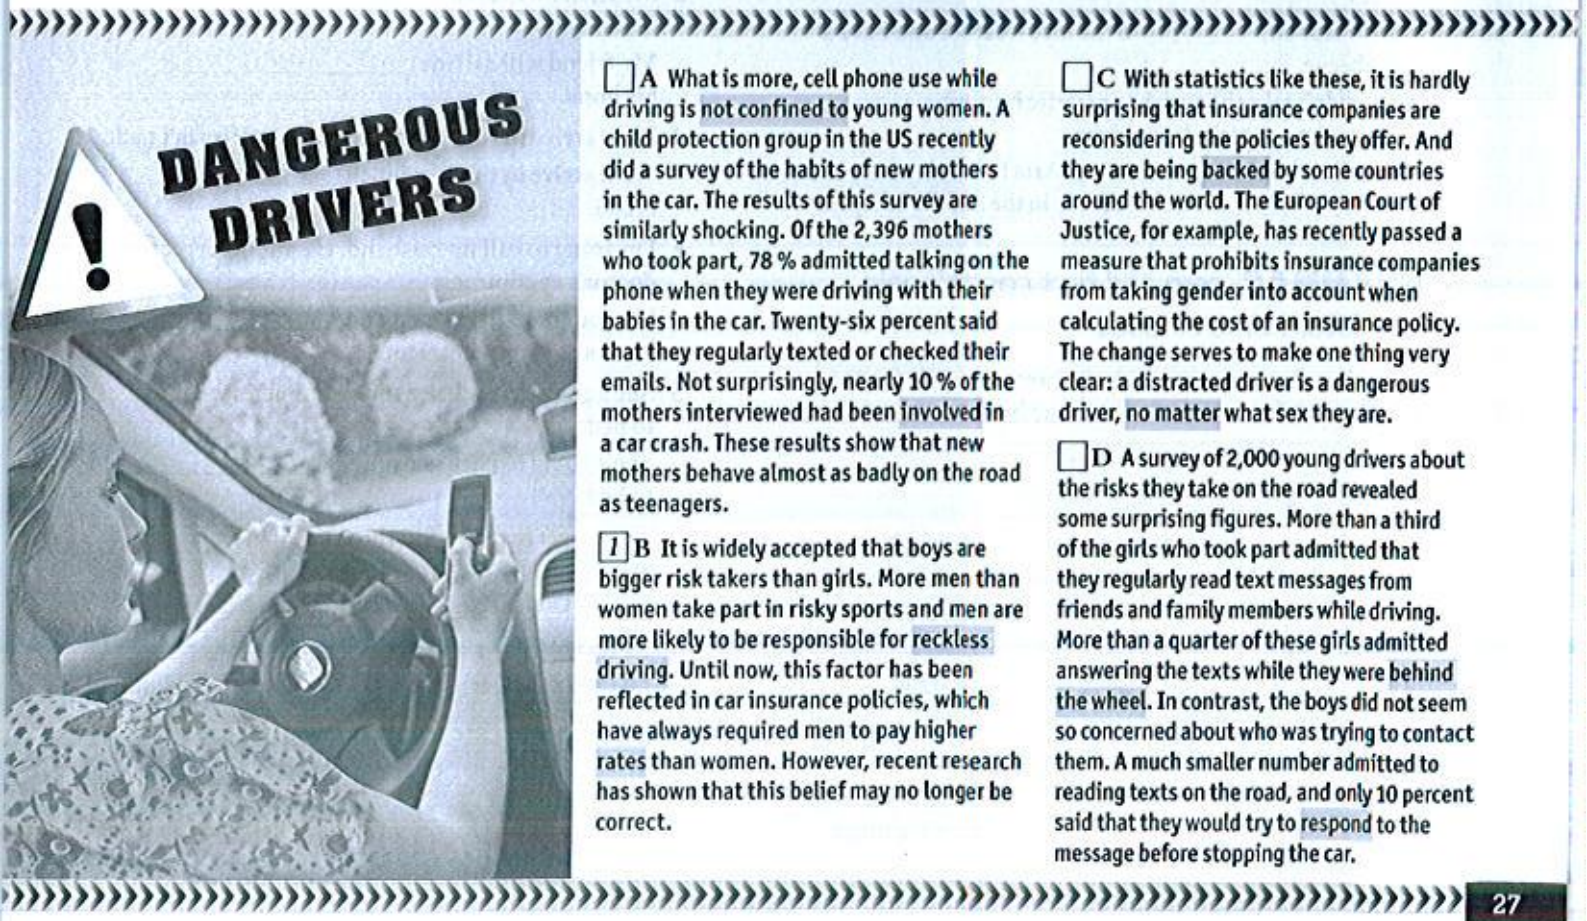 DANGEROUS
DRIVERS
!
A What is more, cell phone use while
driving is not confined to young women. A
child protection group in the US recently
did a survey of the habits of new mothers
in the car. The results of this survey are
similarly shocking. Of the 2,396 mothers
who took part, 78 % admitted talking on the
phone when they were driving with their
babies in the car. Twenty-six percent said
that they regularly texted or checked their
emails. Not surprisingly, nearly 10 % of the
mothers interviewed had been involved in
a car crash. These results show that new
mothers behave almost as badly on the road
as teenagers.
1 B It is widely accepted that boys are
bigger risk takers than girls. More men than
women take part in risky sports and men are
more likely to be responsible for reckless
driving. Until now, this factor has been
reflected in car insurance policies, which
have always required men to pay higher
rates than women. However, recent research
has shown that this belief may no longer be
correct.
C With statistics like these, it is hardly
surprising that insurance companies are
reconsidering the policies they offer. And
they are being backed by some countries
around the world. The European Court of
Justice, for example, has recently passed a
measure that prohibits insurance companies
from taking gender into account when
calculating the cost of an insurance policy.
The change serves to make one thing very
clear: a distracted driver is a dangerous
driver, no matter what sex they are.
D A survey of 2,000 young drivers about
the risks they take on the road revealed
some surprising figures. More than a third
of the girls who took part admitted that
they regularly read text messages from
friends and family members while driving.
More than a quarter of these girls admitted
answering the texts while they were behind
the wheel. In contrast, the boys did not seem
so concerned about who was trying to contact
them. A much smaller number admitted to
reading texts on the road, and only 10 percent
said that they would try to respond to the
message before stopping the car.
27